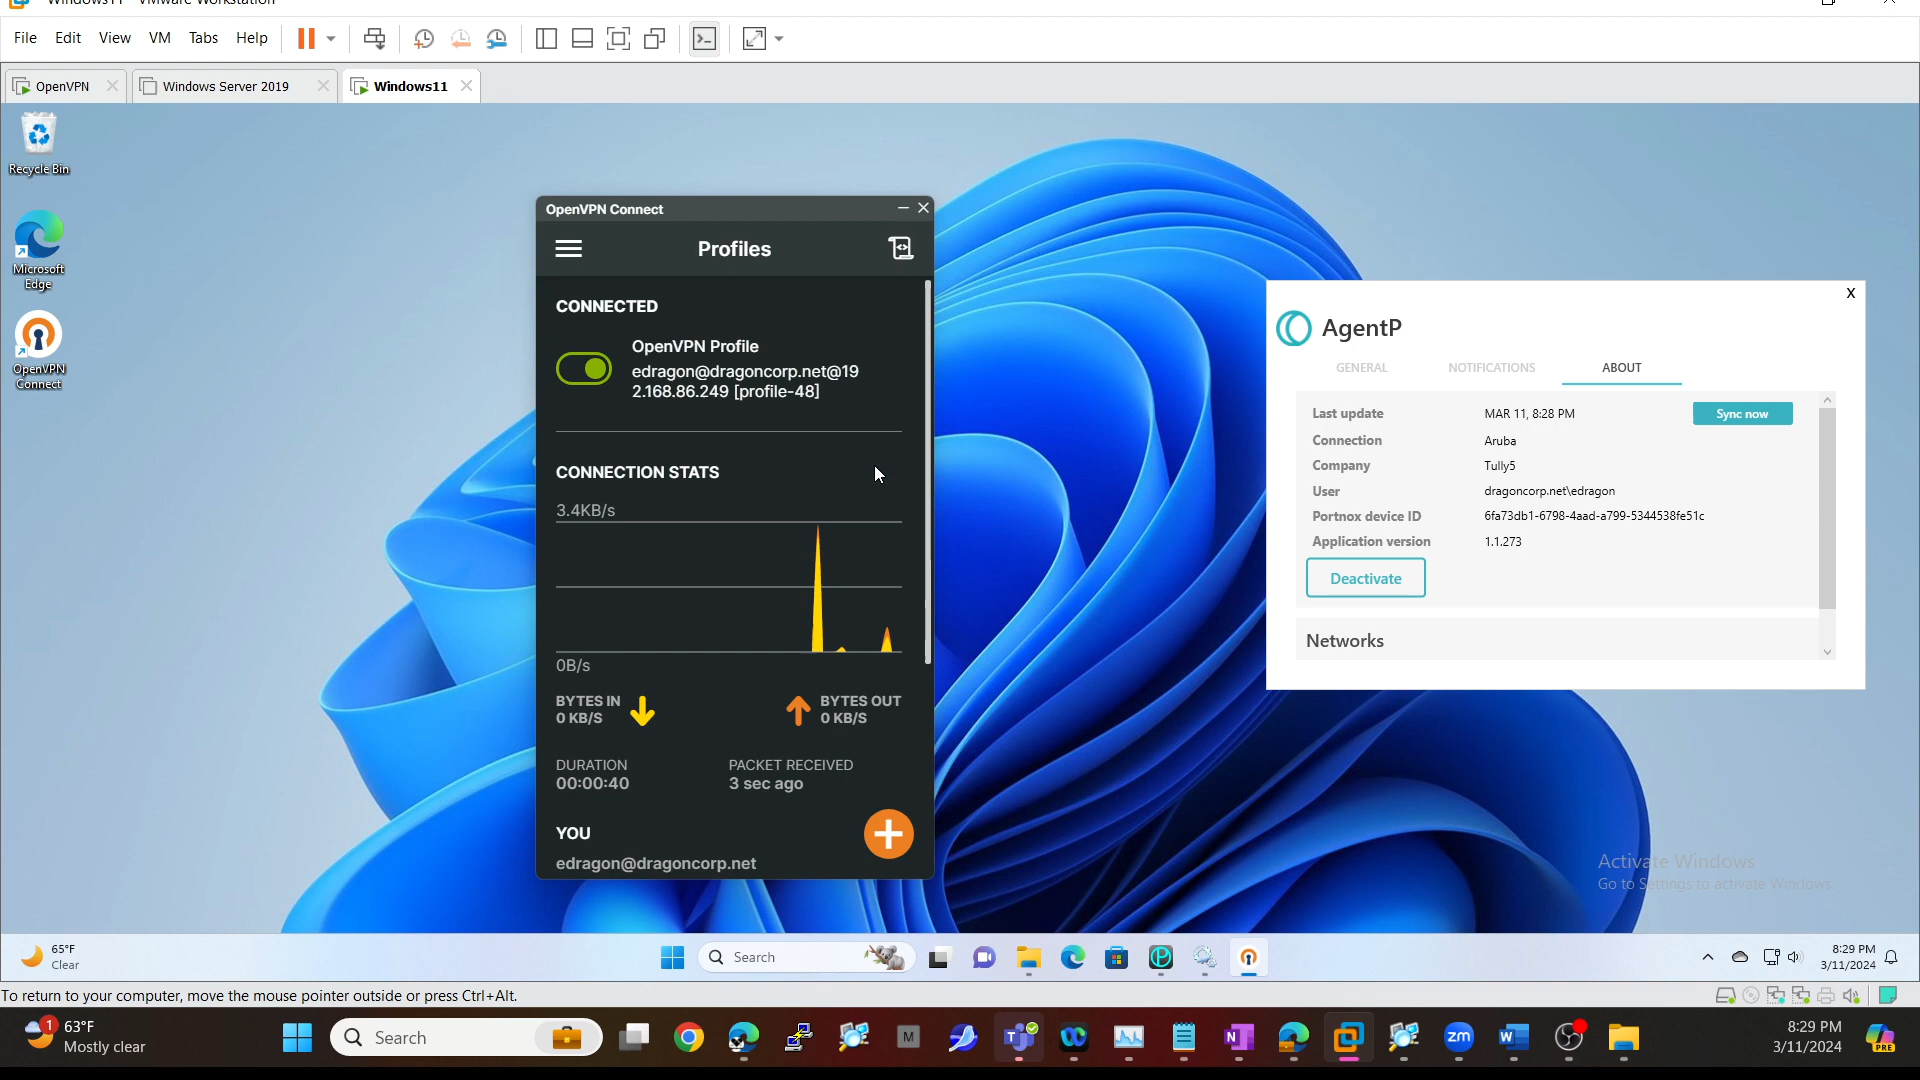 Windows11 - VMware Workstation
File Edit View VM Tabs Help
OpenVPN
Windows Server 2019
Windows11
Recycle Bin
Microsoft
Edge
OpenVPN
Connect
OpenVPN Connect
Profiles
CONNECTED
OpenVPN Profile
edragon@dragoncorp.net@19
2.168.86.249 [profile-48]
CONNECTION STATS
3.4KB/s
0B/s
BYTES IN
0 KB/S
BYTES OUT
0 KB/S
DURATION
00:00:40
PACKET RECEIVED
3 sec ago
YOU
edragon@dragoncorp.net
X
AgentP
GENERAL NOTIFICATIONS ABOUT
Last update MAR 11, 8:28 PM Sync now
Connection Aruba
Company Tully5
User dragoncorp.net\edragon
Portnox device ID 6fa73db1-6798-4aad-a799-5344538fe51c
Application version 1.1.273
Deactivate
Networks
Activate Windows
Go to Settings to activate Windows.
65°F
Clear
Search
8:29 PM
3/11/2024
To return to your computer, move the mouse pointer outside or press Ctrl+Alt.
1
63°F
Mostly clear
Search
M
T
N
zm
W
8:29 PM
3/11/2024
PRE